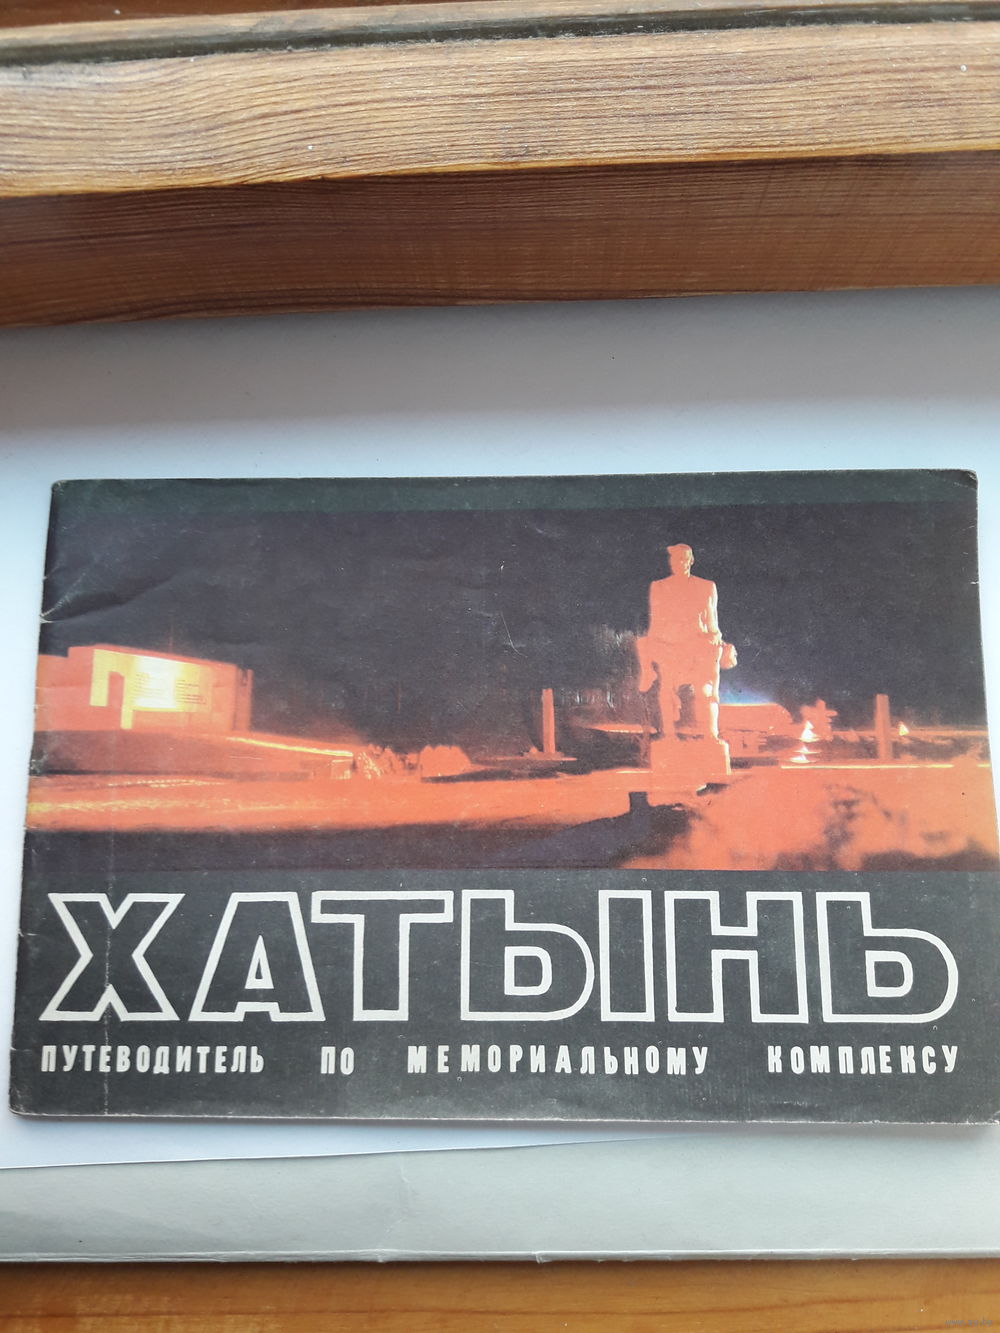 ХАТЫНЬ
ПУТЕВОДИТЕЛЬ ПО МЕМОРИАЛЬНОМУ КОМПЛЕКСУ